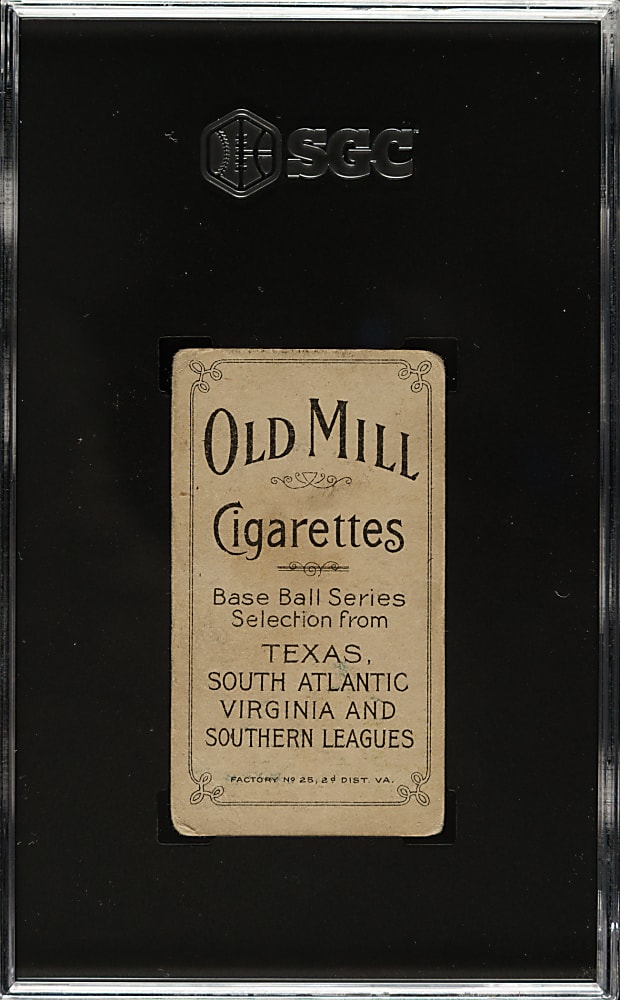 SGC
OLD MILL
Cigarettes
Base Ball Series
Selection from
TEXAS,
SOUTH ATLANTIC
VIRGINIA AND
SOUTHERN LEAGUES
FACTORY Nº 25, 2d DIST. VA.